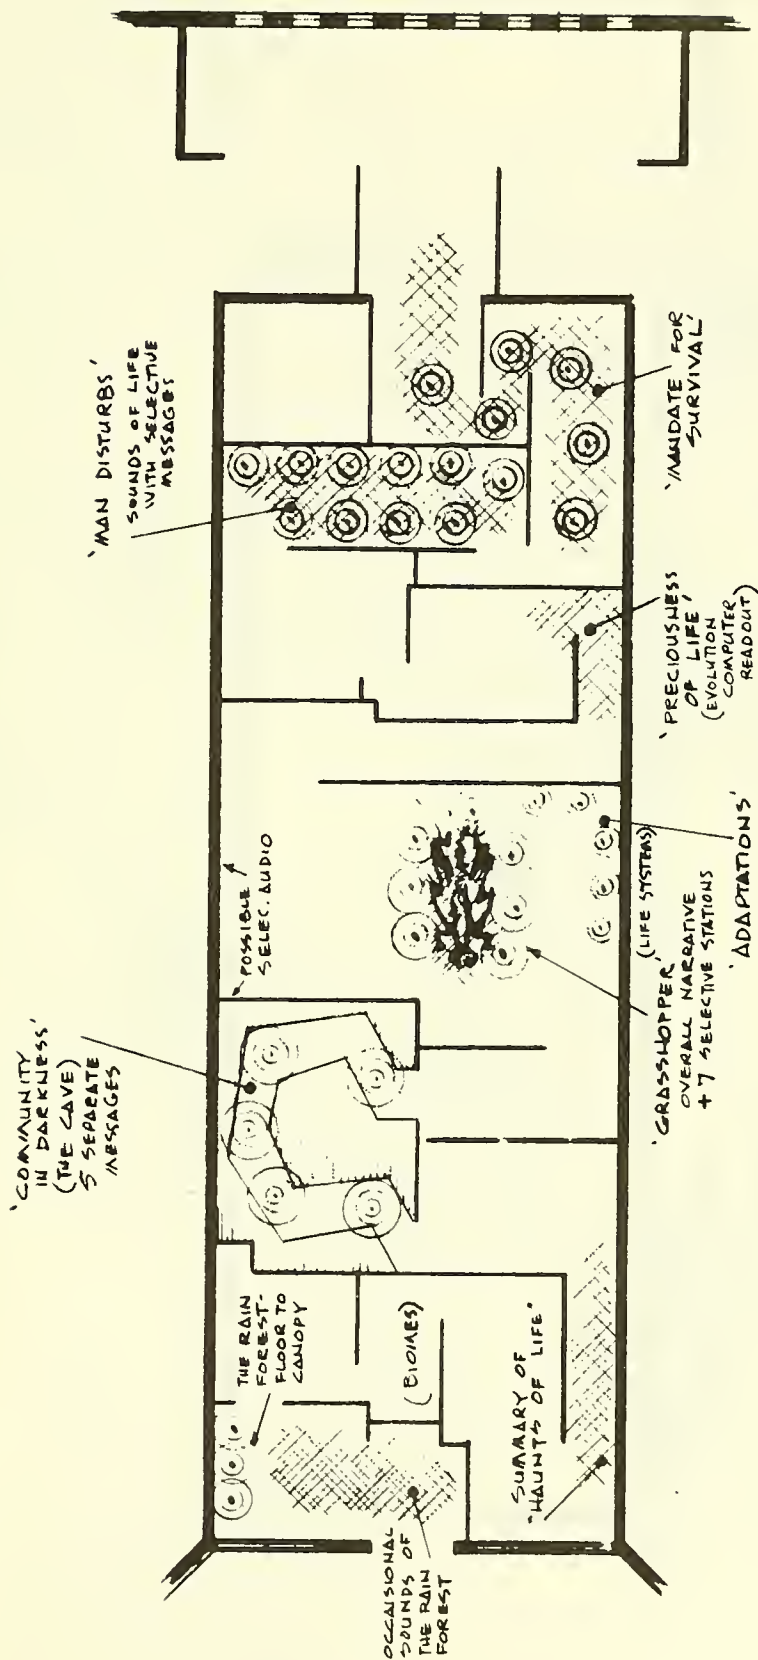 'MAN DISTURBS'
SOUNDS OF LIFE
WITH SELECTIVE
MESSAGES
'MANDATE FOR
SURVIVAL'
'PRECIOUSNESS
OF LIFE'
(EVOLUTION
COMPUTER
READOUT)
POSSIBLE
SELEC. AUDIO
(LIFE SYSTEMS)
'ADAPTATIONS'
'GRASSHOPPER'
OVERALL NARRATIVE
+7 SELECTIVE STATIONS
'COMMUNITY
IN DARKNESS'
(THE CAVE)
5 SEPARATE
MESSAGES
THE RAIN
FOREST-
FLOOR TO
CANOPY
(BIOMES)
SUMMARY OF
"HAUNTS OF LIFE"
OCCAISIONAL
SOUNDS OF
THE RAIN
FOREST